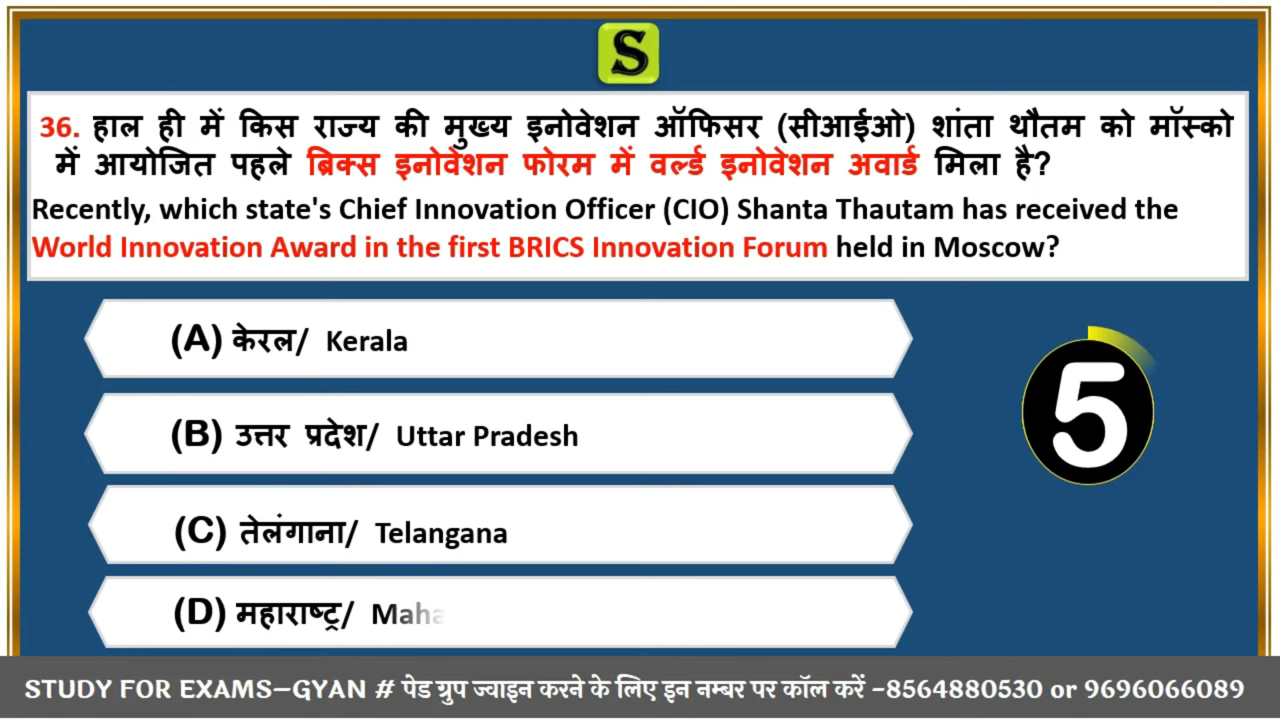 S
36. हाल ही में किस राज्य की मुख्य इनोवेशन ऑफिसर (सीआईओ) शांता थौतम को मॉस्को
में आयोजित पहले ब्रिक्स इनोवेशन फोरम में वर्ल्ड इनोवेशन अवार्ड मिला है?
Recently, which state's Chief Innovation Officer (CIO) Shanta Thautam has received the
World Innovation Award in the first BRICS Innovation Forum held in Moscow?
(A) केरल/ Kerala
(B) उत्तर प्रदेश/ Uttar Pradesh
(C) तेलंगाना/ Telangana
(D) महाराष्ट्र/ Maha
5
STUDY FOR EXAMS–GYAN # पेड ग्रुप ज्वाइन करने के लिए इन नम्बर पर कॉल करें –8564880530 or 9696066089